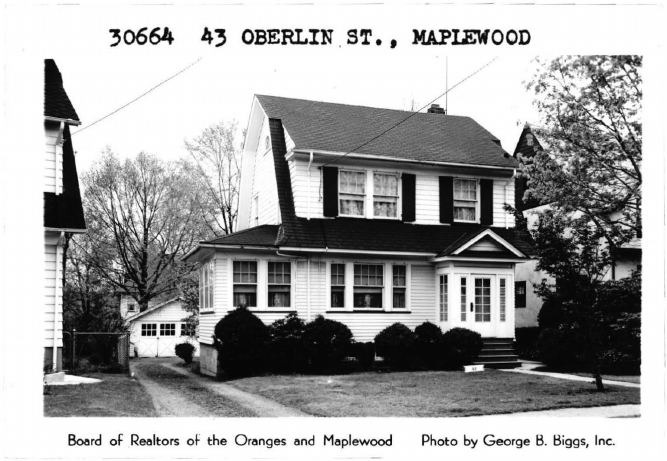 30664 43 OBERLIN ST., MAPLEWOOD
Board of Realtors of the Oranges and Maplewood Photo by George B. Biggs, Inc.